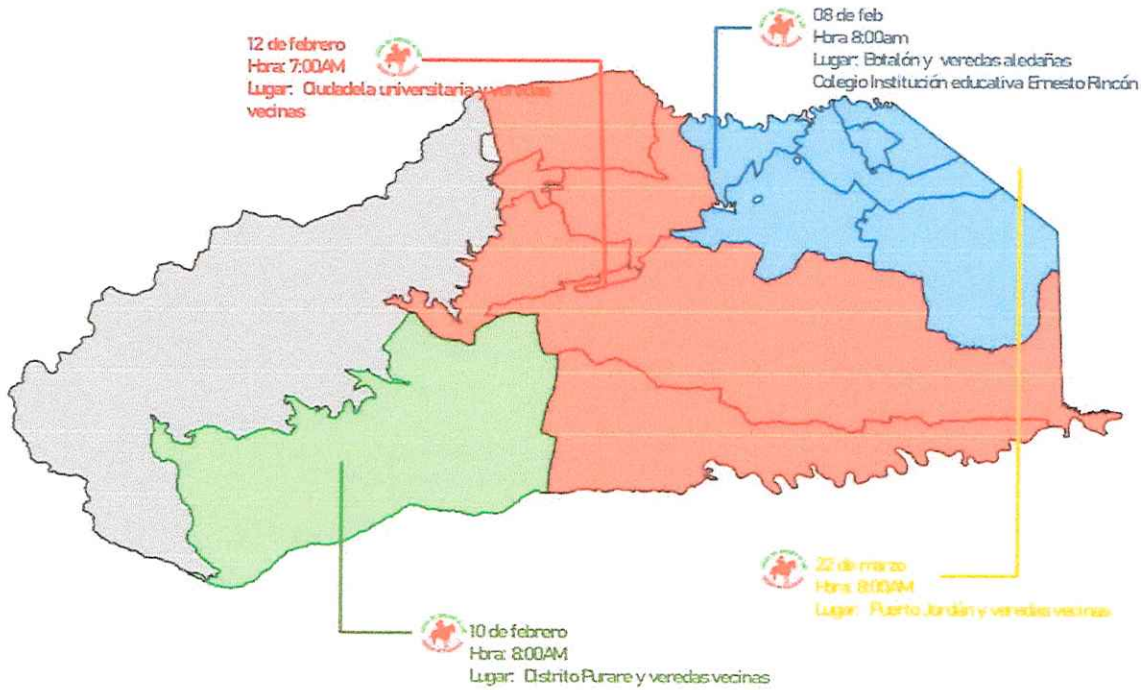 12 de febrero
Hora: 7:00AM
Lugar: Ciudadela universitaria y veredas
vecinas
08 de feb
Hora 8:00am
Lugar: Botalón y veredas aledañas
Colegio Institución educativa Ernesto Rincón
22 de marzo
Hora: 8:00AM
Lugar: Puerto Jordán y veredas vecinas
10 de febrero
Hora: 8:00AM
Lugar: Distrito Purare y veredas vecinas